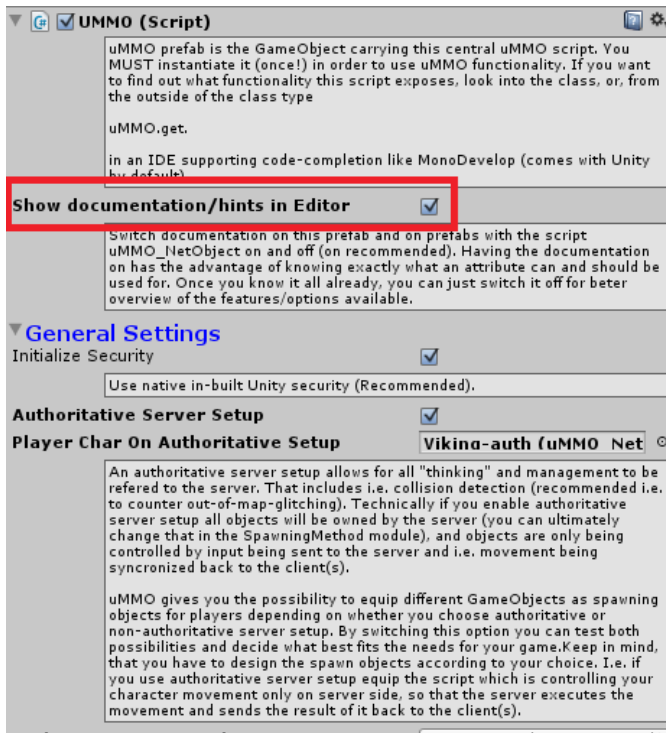 UMMO (Script)
uMMO prefab is the GameObject carrying this central uMMO script. You
MUST instantiate it (once!) in order to use uMMO functionality. If you want
to find out what functionality this script exposes, look into the class, or, from
the outside of the class type
uMMO.get.
in an IDE supporting code-completion like MonoDevelop (comes with Unity
by default)
Show documentation/hints in Editor
Switch documentation on this prefab and on prefabs with the script
uMMO_NetObject on and off (on recommended). Having the documentation
on has the advantage of knowing exactly what an attribute can and should be
used for. Once you know it all already, you can just switch it off for beter
overview of the features/options available.
General Settings
Initialize Security
Use native in-built Unity security (Recommended).
Authoritative Server Setup
Player Char On Authoritative Setup
Viking-auth (uMMO_Net
An authoritative server setup allows for all "thinking" and management to be
refered to the server. That includes i.e. collision detection (recommended i.e.
to counter out-of-map-glitching). Technically if you enable authoritative
server setup all objects will be owned by the server (you can ultimately
change that in the SpawningMethod module), and objects are only being
controlled by input being sent to the server and i.e. movement being
syncronized back to the client(s).
uMMO gives you the possibility to equip different GameObjects as spawning
objects for players depending on whether you choose authoritative or
non-authoritative server setup. By switching this option you can test both
possibilities and decide what best fits the needs for your game.Keep in mind,
that you have to design the spawn objects according to your choice. I.e. if
you use authoritative server setup equip the script which is controlling your
character movement only on server side, so that the server executes the
movement and sends the result of it back to the client(s).